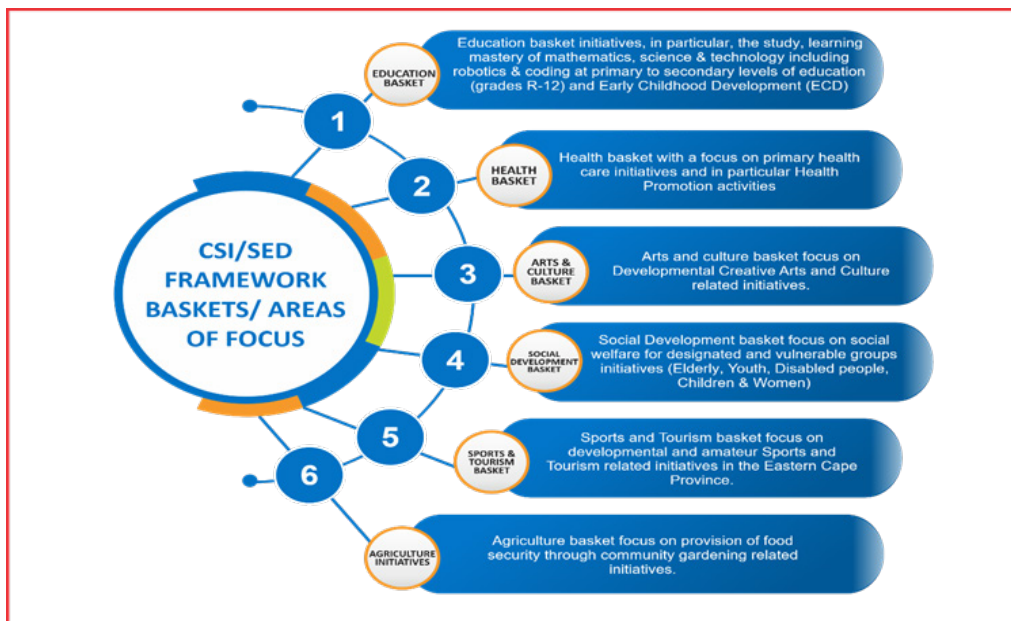 CSI/SED
FRAMEWORK
BASKETS/ AREAS
OF FOCUS
1
EDUCATION
BASKET
Education basket initiatives, in particular, the study, learning
mastery of mathematics, science & technology including
robotics & coding at primary to secondary levels of education
(grades R-12) and Early Childhood Development (ECD)
2
HEALTH
BASKET
Health basket with a focus on primary health
care initiatives and in particular Health
Promotion activities
3
ARTS &
CULTURE
BASKET
Arts and culture basket focus on
Developmental Creative Arts and Culture
related initiatives.
4
SOCIAL
DEVELOPMENT
BASKET
Social Development basket focus on social
welfare for designated and vulnerable groups
initiatives (Elderly, Youth, Disabled people,
Children & Women)
5
SPORTS &
TOURISM
BASKET
Sports and Tourism basket focus on
developmental and amateur Sports and
Tourism related initiatives in the Eastern Cape
Province.
6
AGRICULTURE
INITIATIVES
Agriculture basket focus on provision of food
security through community gardening related
initiatives.